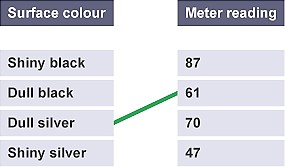 Surface colour Meter reading
Shiny black 87
Dull black 61
Dull silver 70
Shiny silver 47